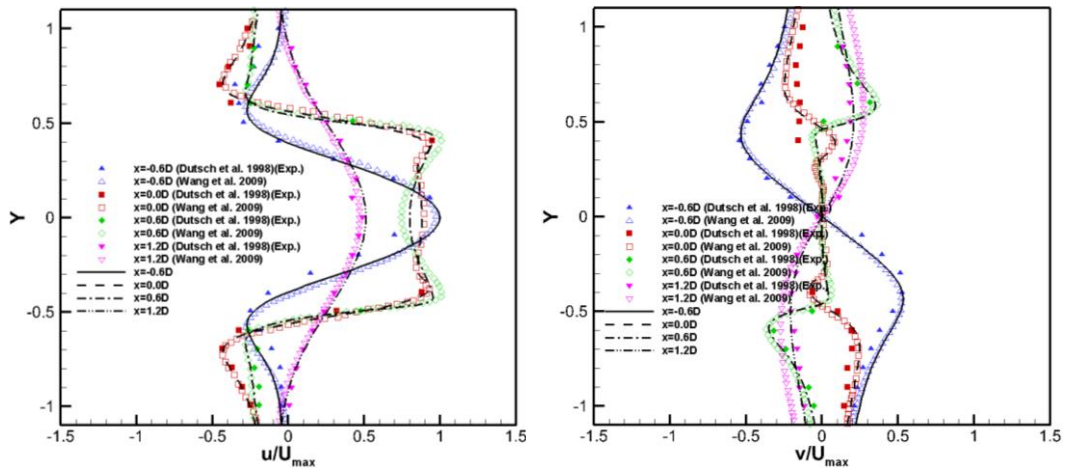 1
0.5
Y
0
-0.5
-1
x=-0.6D (Dutsch et al. 1998)(Exp.)
x=-0.6D (Wang et al. 2009)
x=0.0D (Dutsch et al. 1998)(Exp.)
x=0.0D (Wang et al. 2009)
x=0.6D (Dutsch et al. 1998)(Exp.)
x=0.6D (Wang et al. 2009)
x=1.2D (Dutsch et al. 1998)(Exp.)
x=1.2D (Wang et al. 2009)
x=-0.6D
x=0.0D
x=0.6D
x=1.2D
-1.5 -1 -0.5 0 0.5 1 1.5
u/Umax
1
0.5
Y
0
-0.5
-1
x=-0.6D (Dutsch et al. 1998)(Exp.)
x=-0.6D (Wang et al. 2009)
x=0.0D (Dutsch et al. 1998)(Exp.)
x=0.0D (Wang et al. 2009)
x=0.6D (Dutsch et al. 1998)(Exp.)
x=0.6D (Wang et al. 2009)
x=1.2D (Dutsch et al. 1998)(Exp.)
x=1.2D (Wang et al. 2009)
x=-0.6D
x=0.0D
x=0.6D
x=1.2D
-1.5 -1 -0.5 0 0.5 1 1.5
v/Umax